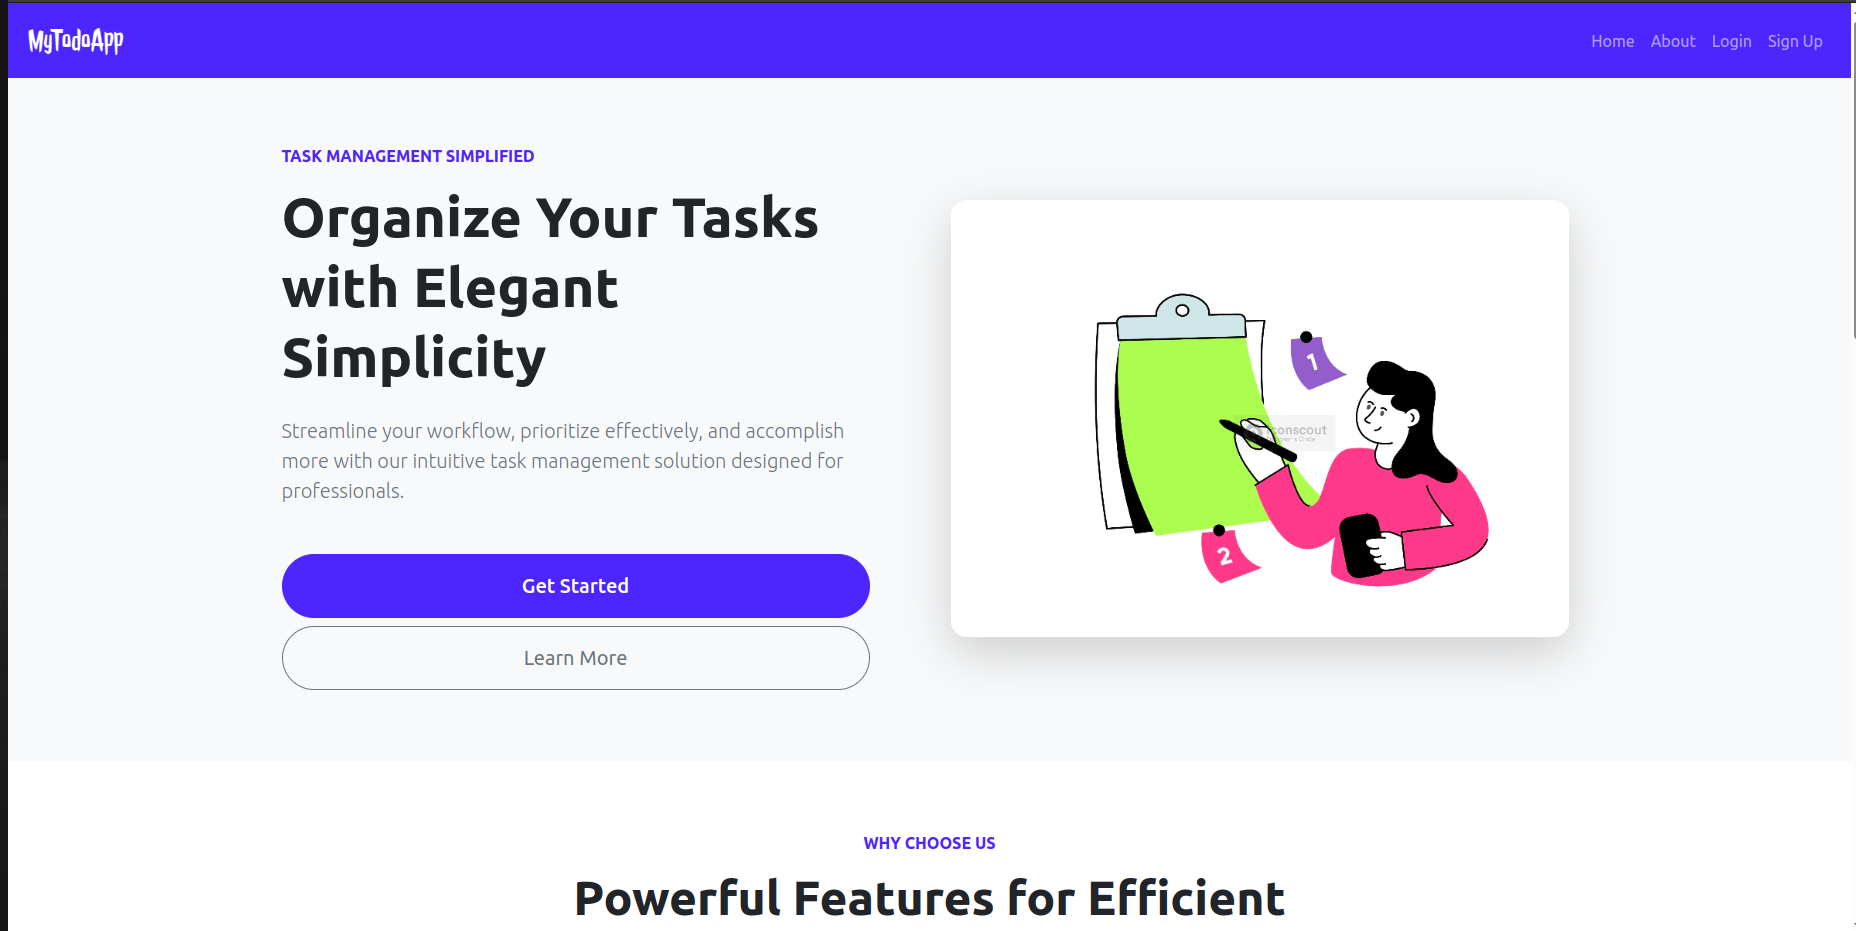 MyTodoApp
Home About Login Sign Up
TASK MANAGEMENT SIMPLIFIED
Organize Your Tasks
with Elegant
Simplicity
Streamline your workflow, prioritize effectively, and accomplish
more with our intuitive task management solution designed for
professionals.
Get Started
Learn More
1
iconscout
2
WHY CHOOSE US
Powerful Features for Efficient